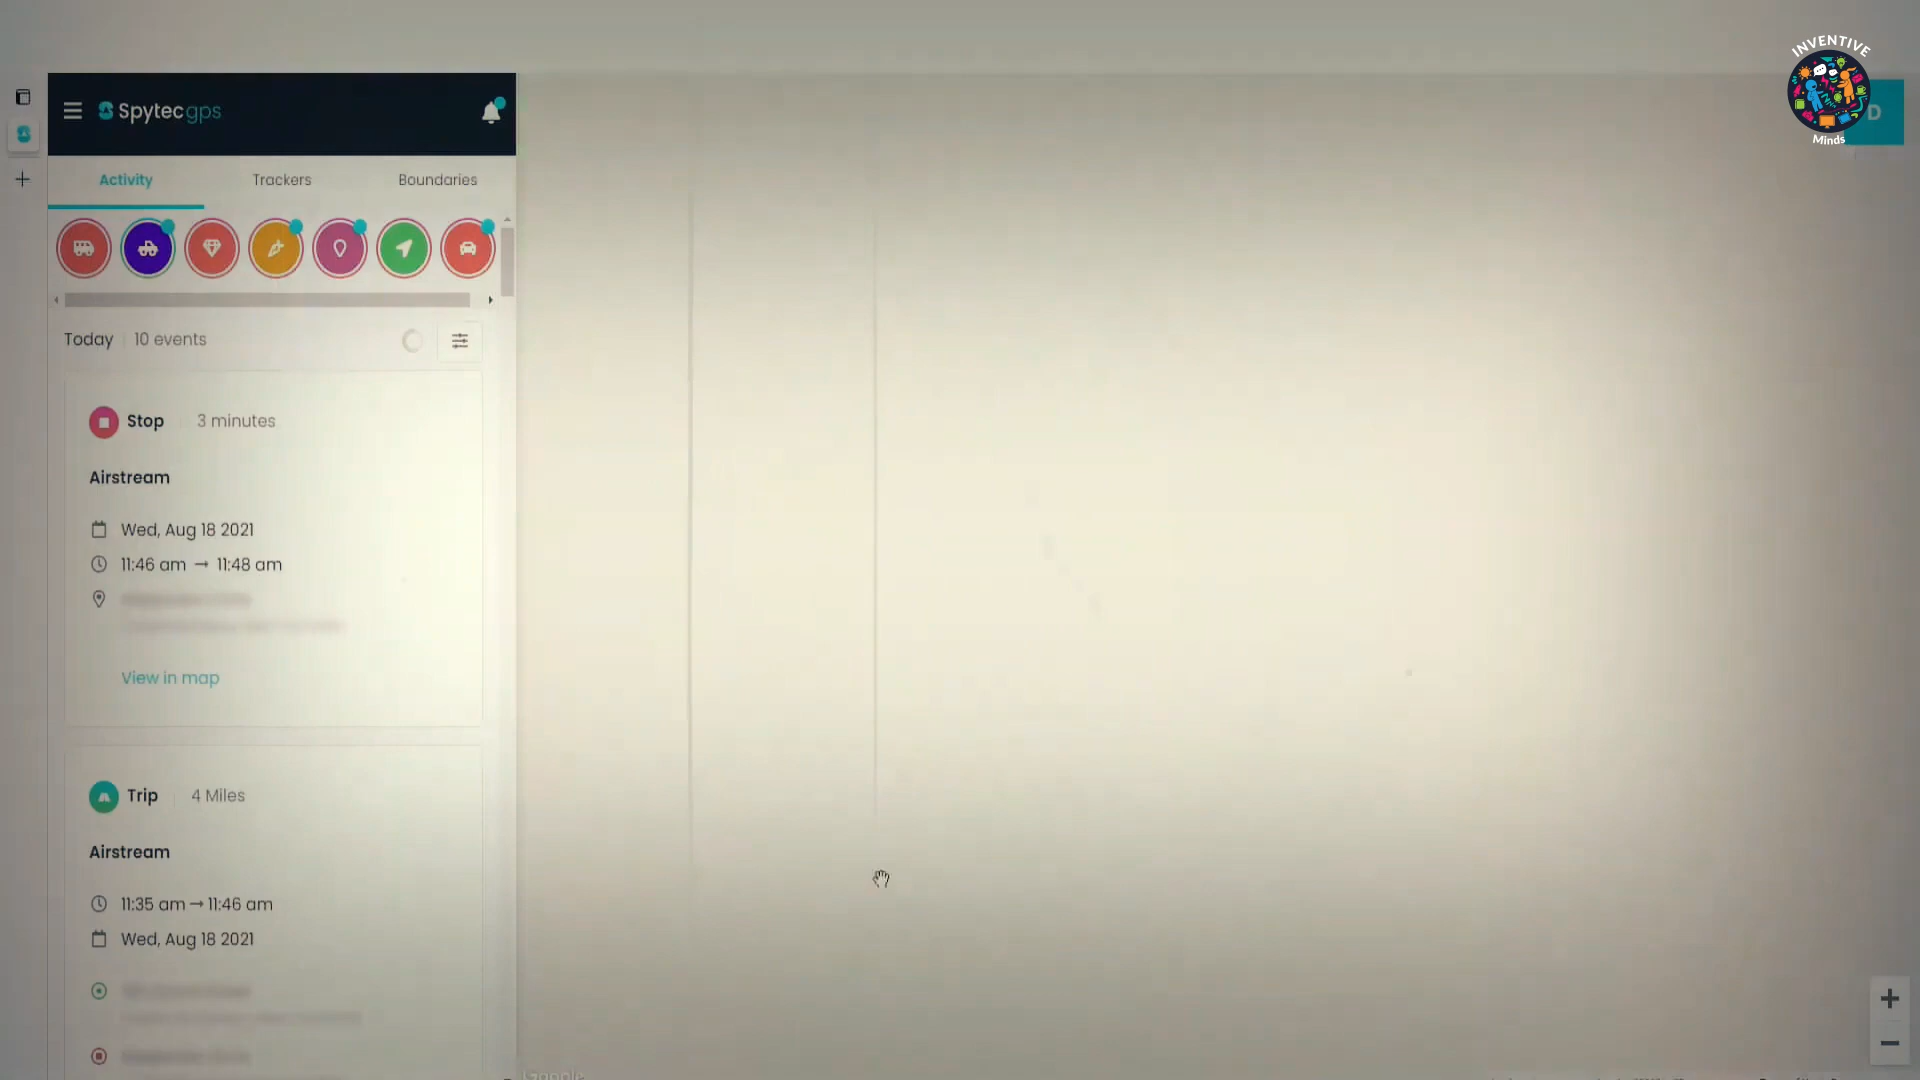 INVENTIVE
Minds
D
Spytecgps
Activity
Trackers
Boundaries
Today
10 events
Stop
3 minutes
Airstream
Wed, Aug 18 2021
11:46 am → 11:48 am
View in map
Trip
4 Miles
Airstream
11:35 am → 11:46 am
Wed, Aug 18 2021
Google